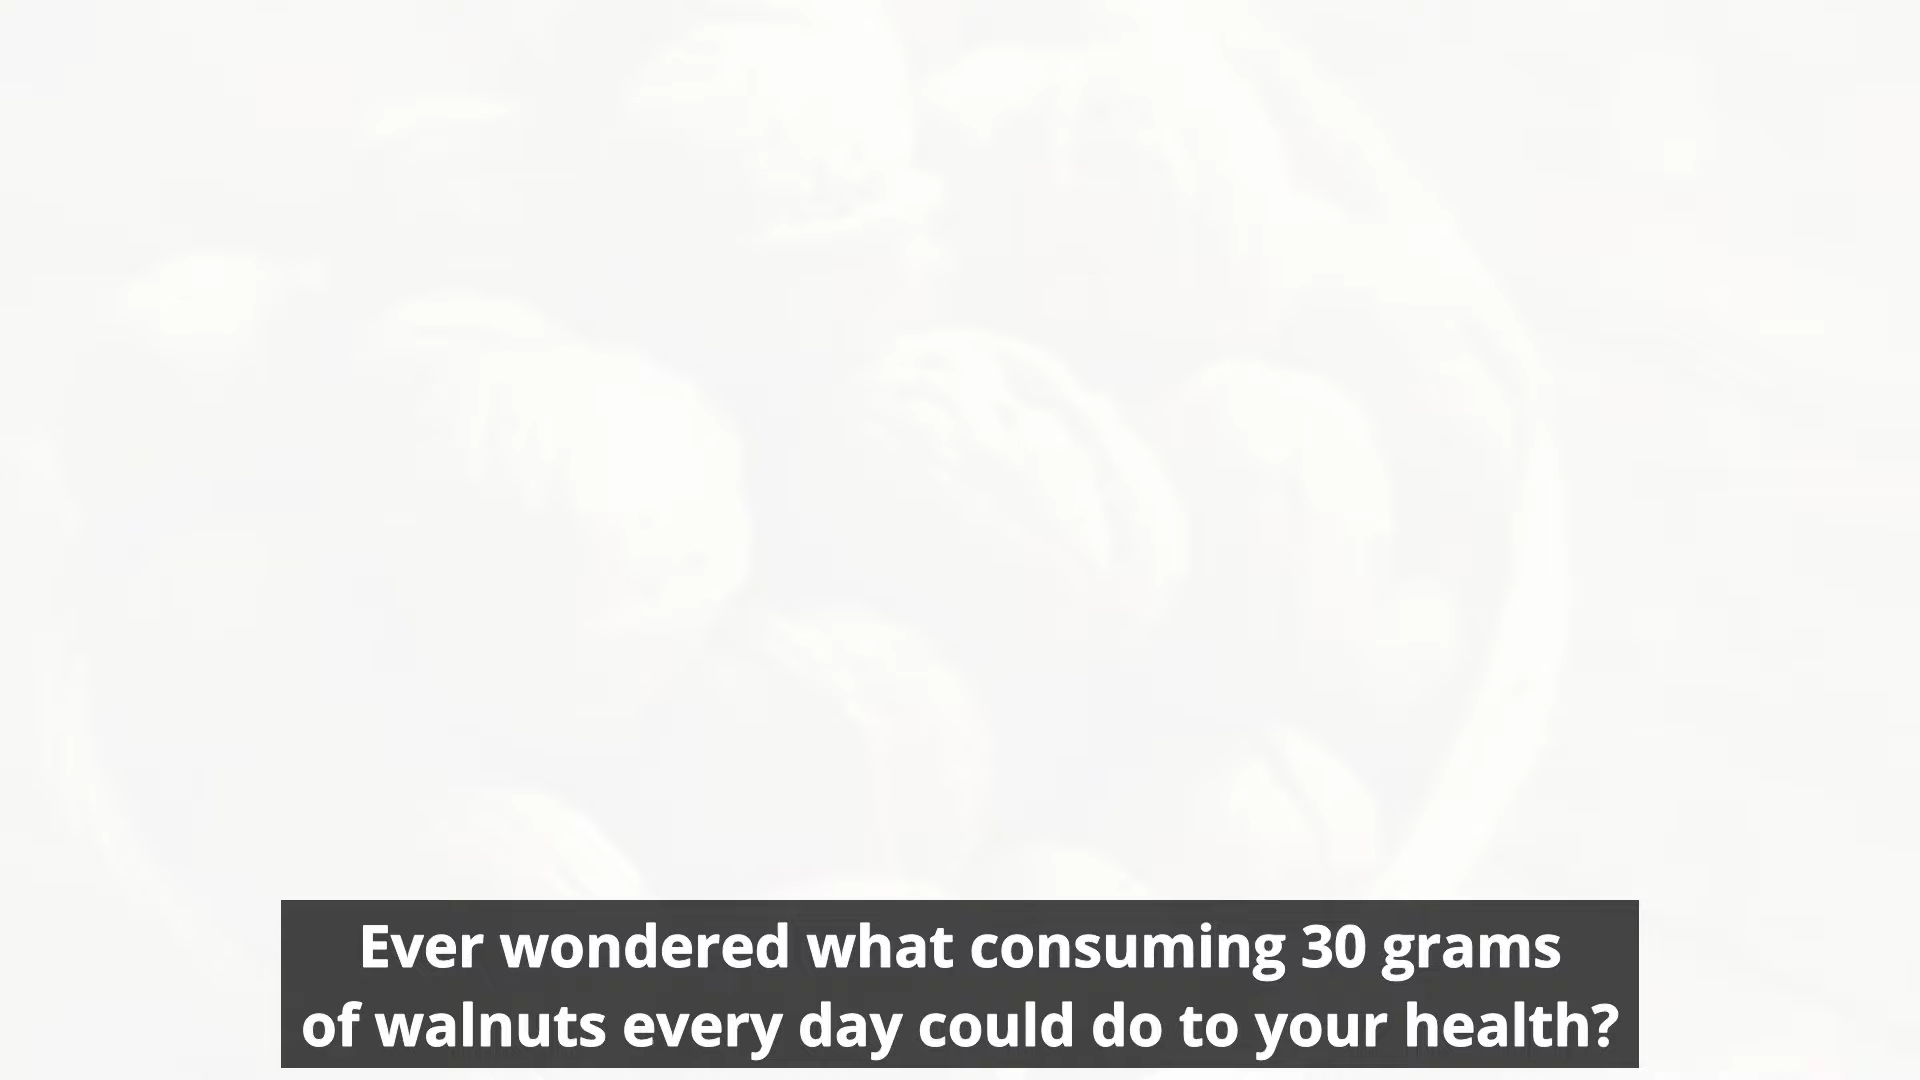 Ever wondered what consuming 30 grams
of walnuts every day could do to your health?